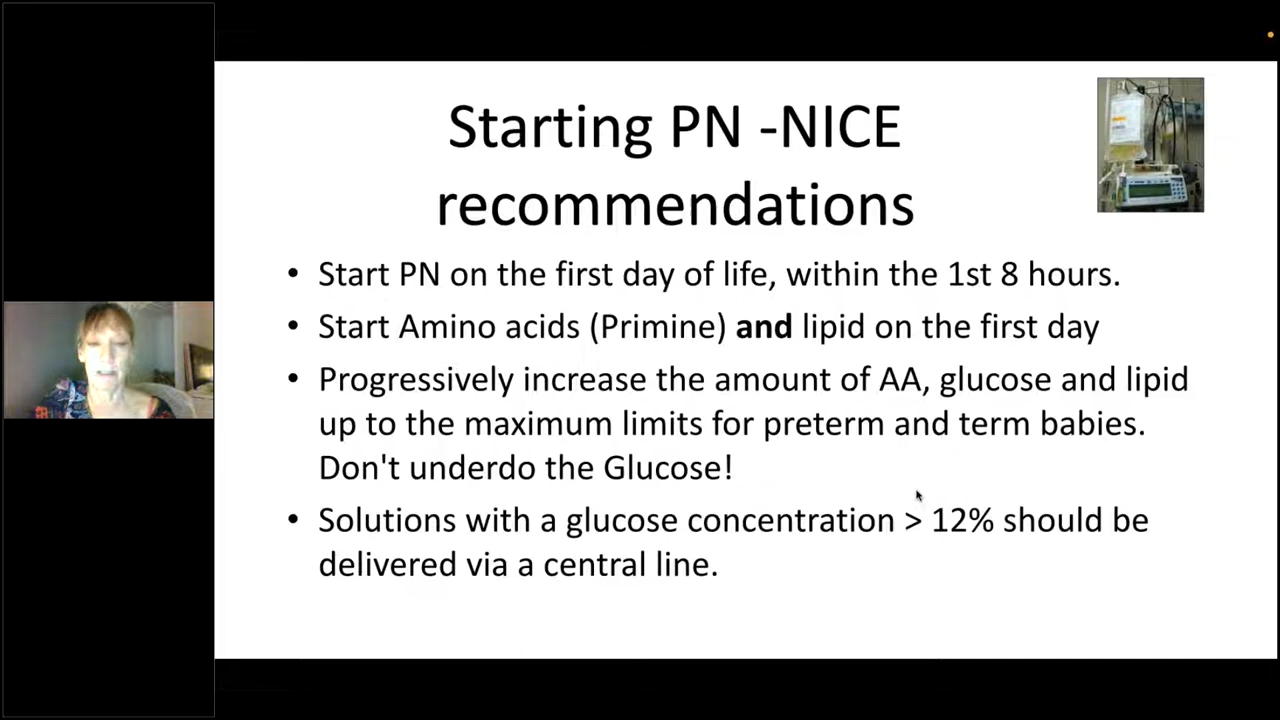 Starting PN -NICE
recommendations
• Start PN on the first day of life, within the 1st 8 hours.
• Start Amino acids (Primine) and lipid on the first day
• Progressively increase the amount of AA, glucose and lipid
up to the maximum limits for preterm and term babies.
Don't underdo the Glucose!
• Solutions with a glucose concentration > 12% should be
delivered via a central line.